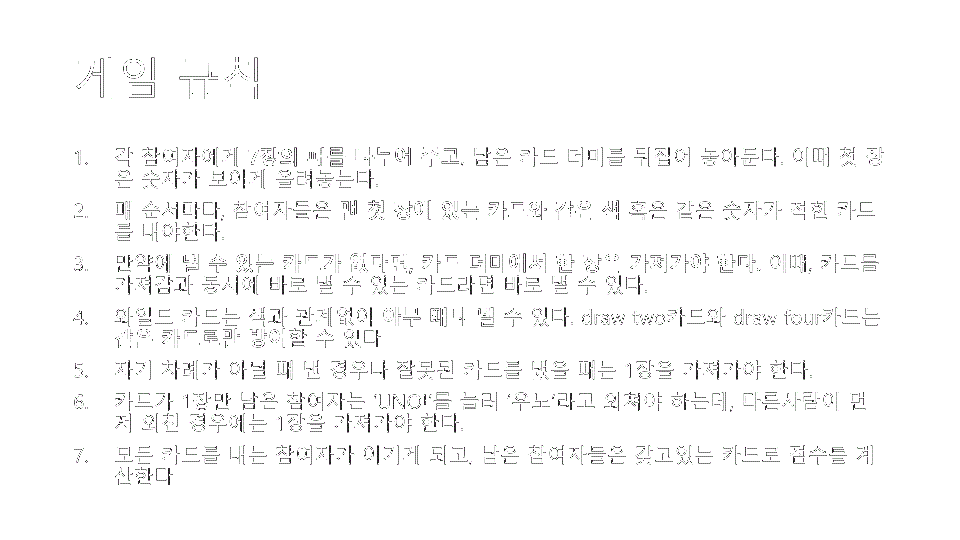 게임 규칙
1. 각 참여자에게 7장의 패를 나누어 주고, 남은 카드 더미를 뒤집어 놓아둔다. 이때 첫 장
은 숫자가 보이게 올려놓는다.
2. 매 순서마다, 참여자들은 맨 첫 장에 있는 카드와 같은 색 혹은 같은 숫자가 적힌 카드
를 내야한다.
3. 만약에 낼 수 있는 카드가 없다면, 카드 더미에서 한 장을 가져가야 한다. 이때, 카드를
가져감과 동시에 바로 낼 수 있는 카드라면 바로 낼 수 있다.
4. 와일드 카드는 색과 관계없이 아무 때나 낼 수 있다. draw two카드와 draw four카드는
같은 카드로만 방어할 수 있다
5. 자기 차례가 아닐 때 낸 경우나 잘못된 카드를 냈을 때는 1장을 가져가야 한다.
6. 카드가 1장만 남은 참여자는 'UNO!'를 눌러 '우노'라고 외쳐야 하는데, 다른사람이 먼
저 외친 경우에는 1장을 가져가야 한다.
7. 모든 카드를 내는 참여자가 이기게 되고, 남은 참여자들은 갖고있는 카드로 점수를 계
산한다